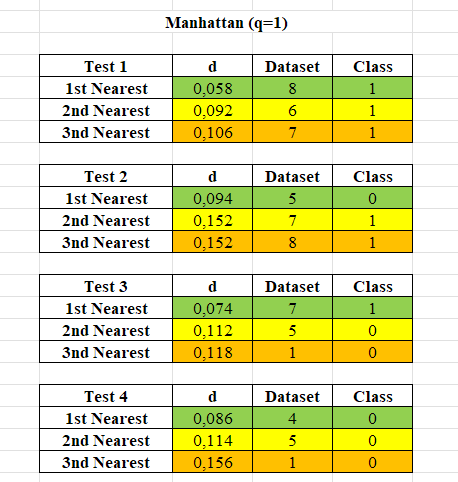 Manhattan (q=1)
Test 1 d Dataset Class
1st Nearest 0,058 8 1
2nd Nearest 0,092 6 1
3nd Nearest 0,106 7 1
Test 2 d Dataset Class
1st Nearest 0,094 5 0
2nd Nearest 0,152 7 1
3nd Nearest 0,152 8 1
Test 3 d Dataset Class
1st Nearest 0,074 7 1
2nd Nearest 0,112 5 0
3nd Nearest 0,118 1 0
Test 4 d Dataset Class
1st Nearest 0,086 4 0
2nd Nearest 0,114 5 0
3nd Nearest 0,156 1 0